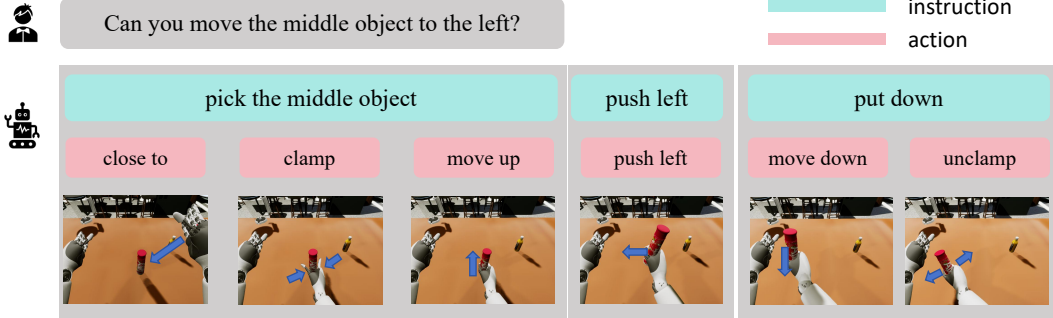 instruction
Can you move the middle object to the left?
action
pick the middle object
push left
put down
close to
clamp
move up
push left
move down
unclamp